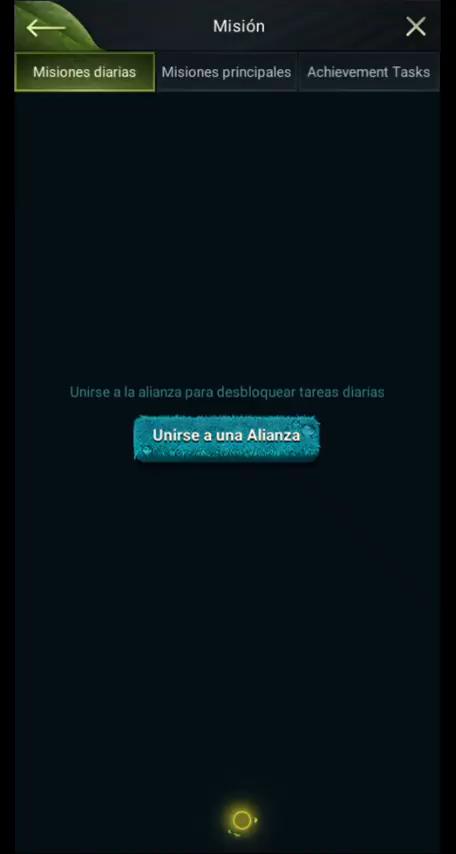 Misión
Misiones diarias
Misiones principales
Achievement Tasks
Unirse a la alianza para desbloquear tareas diarias
Unirse a una Alianza